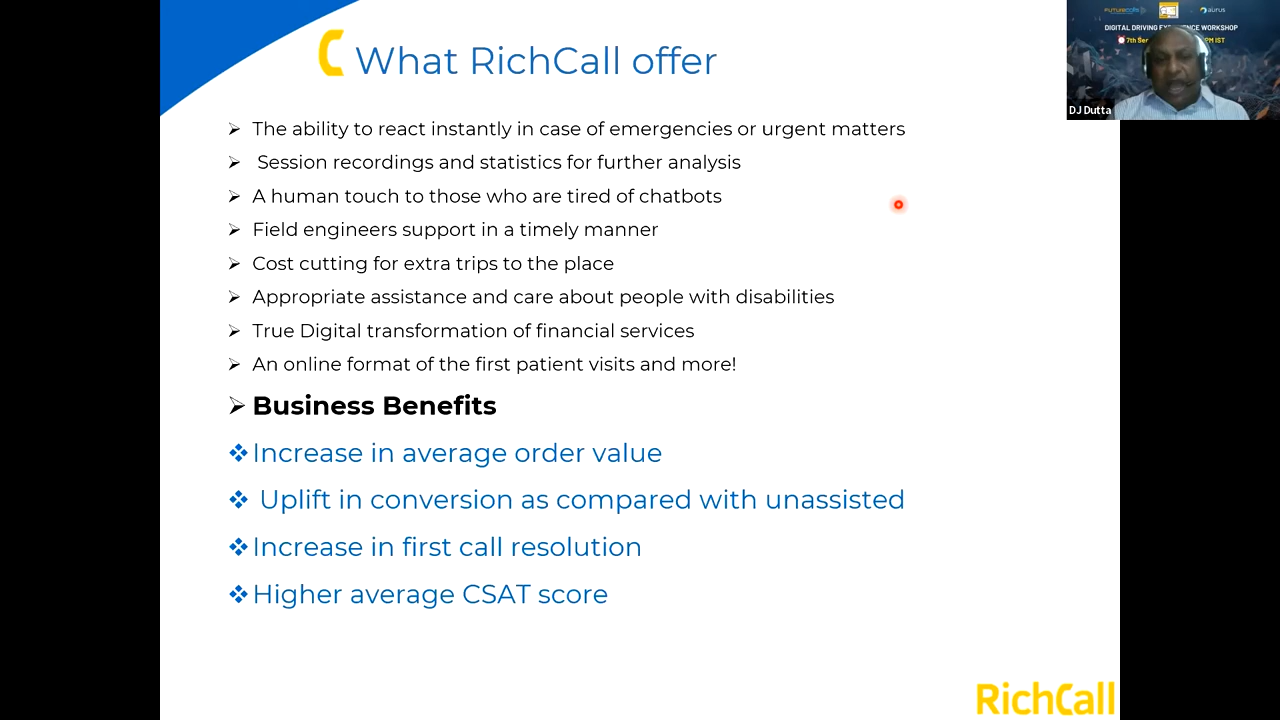 What RichCall offer
The ability to react instantly in case of emergencies or urgent matters
Session recordings and statistics for further analysis
A human touch to those who are tired of chatbots
Field engineers support in a timely manner
Cost cutting for extra trips to the place
Appropriate assistance and care about people with disabilities
True Digital transformation of financial services
An online format of the first patient visits and more!
Business Benefits
Increase in average order value
Uplift in conversion as compared with unassisted
Increase in first call resolution
Higher average CSAT score
RichCall
aurus
DIGITAL DRIVING WORKSHOP
7th PM IST
DJ Dutta